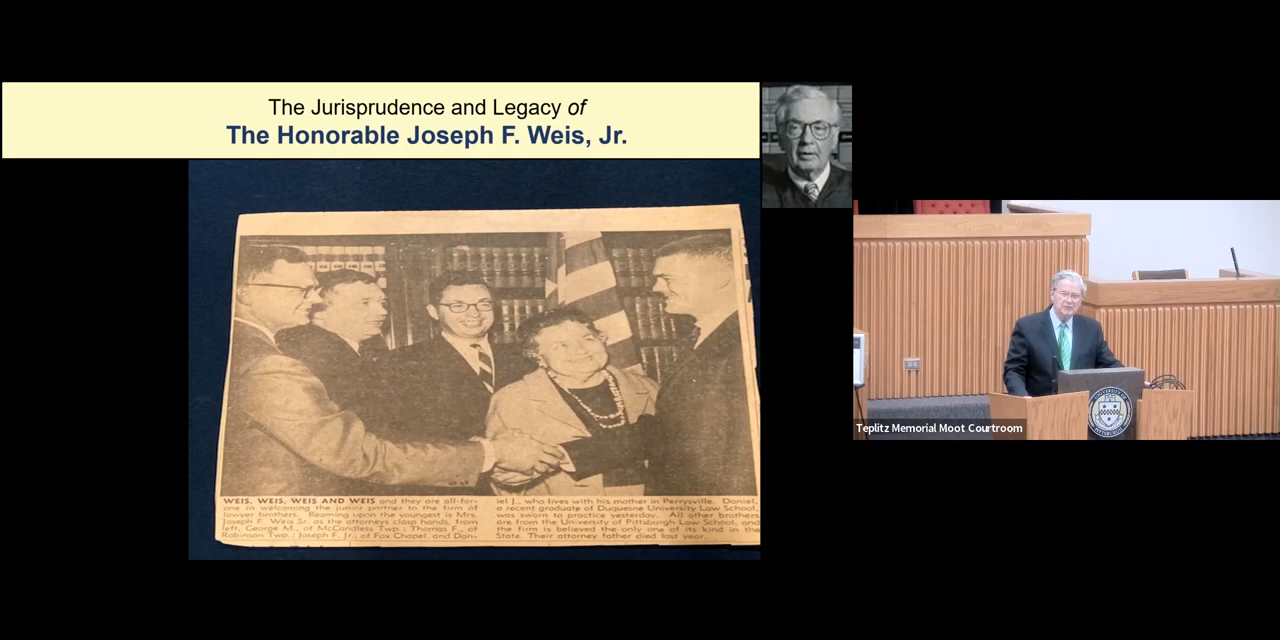 The Jurisprudence and Legacy of
The Honorable Joseph F. Weis, Jr.
WEIS, WEIS, WEIS AND WEIS and they are all-for-
one in welcoming the junior partner to the firm of
lawyer brothers. Beaming upon the youngest is Mrs.
Joseph F. Weis Sr. as the attorneys clasp hands, from
left, George M., of McCandless Twp.; Thomas F., of
Robinson Twp.; Joseph F. Jr., of Fox Chapel, and Dan-
iel J., who lives with his mother in Perrysville. Daniel,
a recent graduate of Duquesne University Law School,
was sworn to practice yesterday. All other brothers
are from the University of Pittsburgh Law School, and
the firm is believed the only one of its kind in the
State. Their attorney father died last year.
Teplitz Memorial Moot Courtroom
UNIVERSITY OF
PITTSBURGH